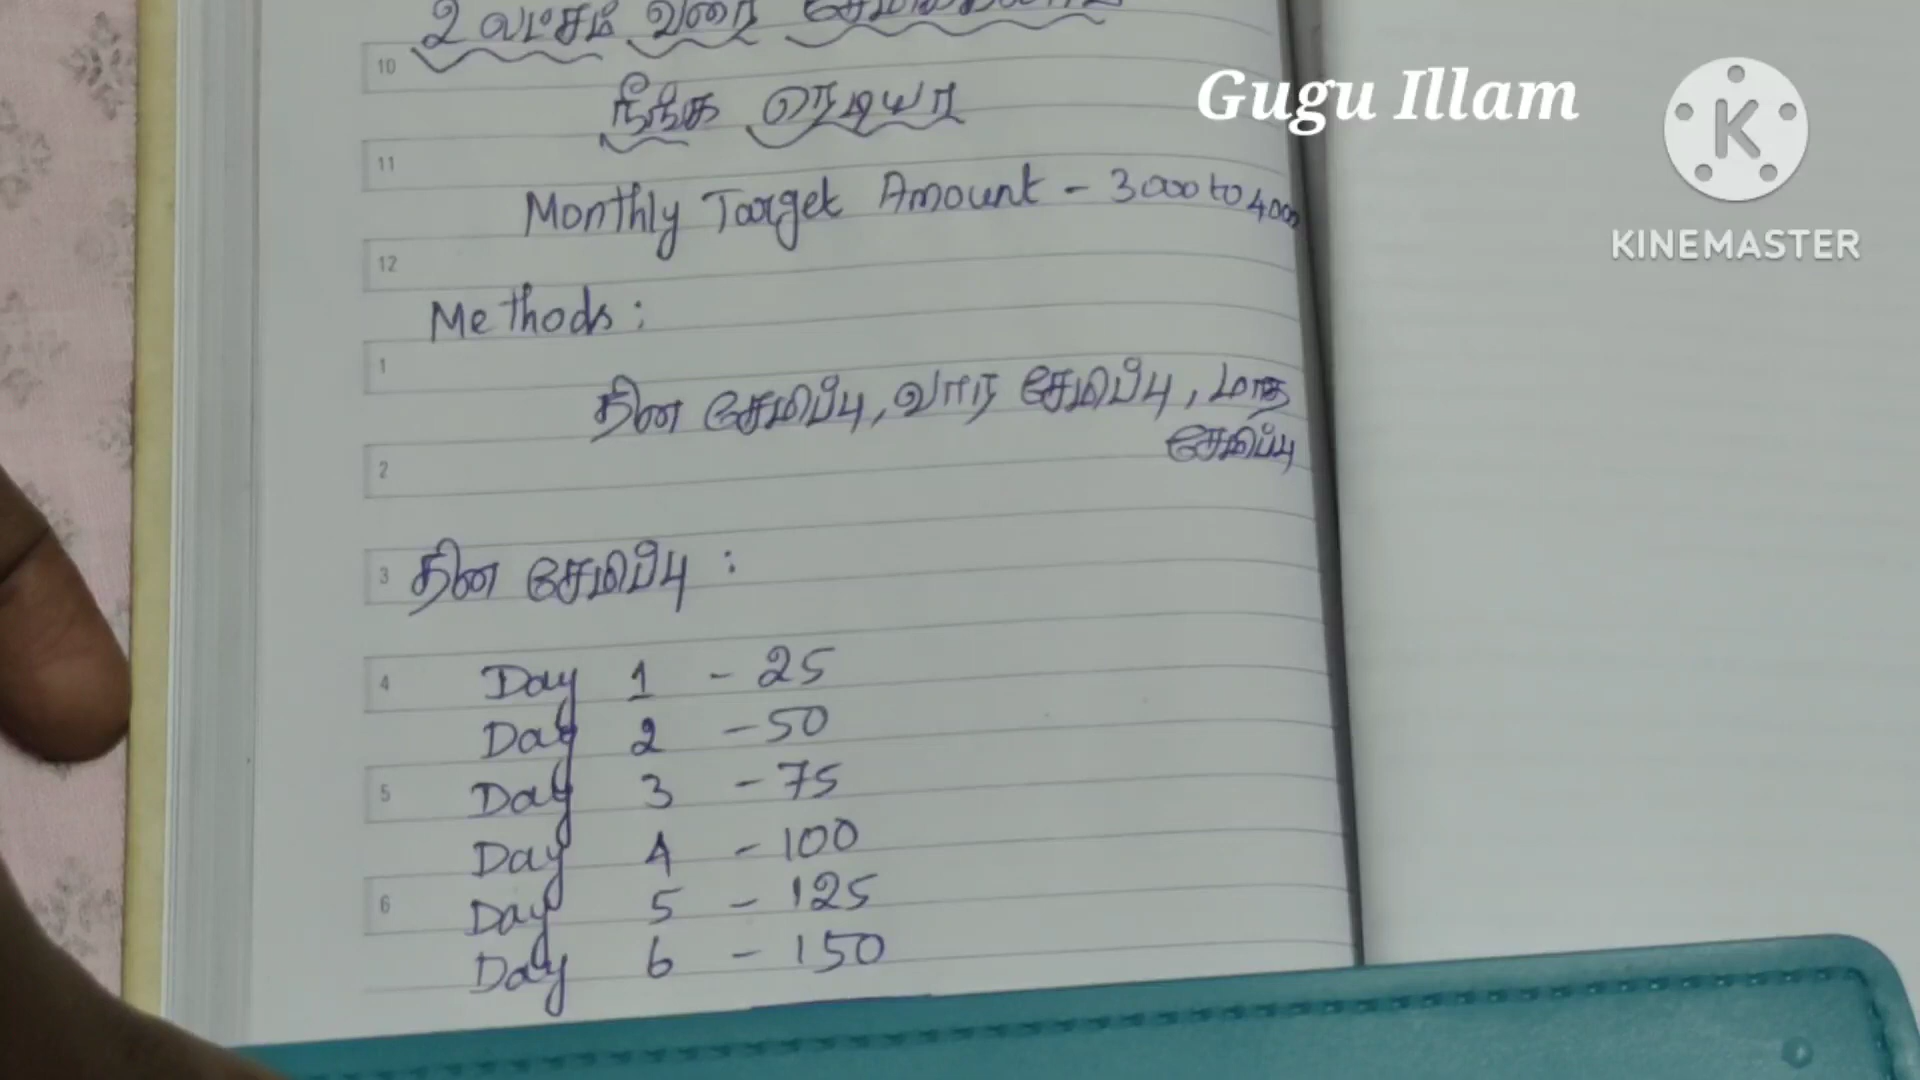 2 லட்சம் வரை
10
நீங்க ரெடியா
Gugu Illam
KINEMASTER
11
Monthly Target Amount - 3000 to 4000
12
Methods :
1
தின சேமிப்பு, வார சேமிப்பு, மாத
சேமிப்பு
2
3 தின சேமிப்பு :
4 Day 1 - 25
Day 2 - 50
5 Day 3 - 75
Day 4 - 100
6 Day 5 - 125
Day 6 - 150